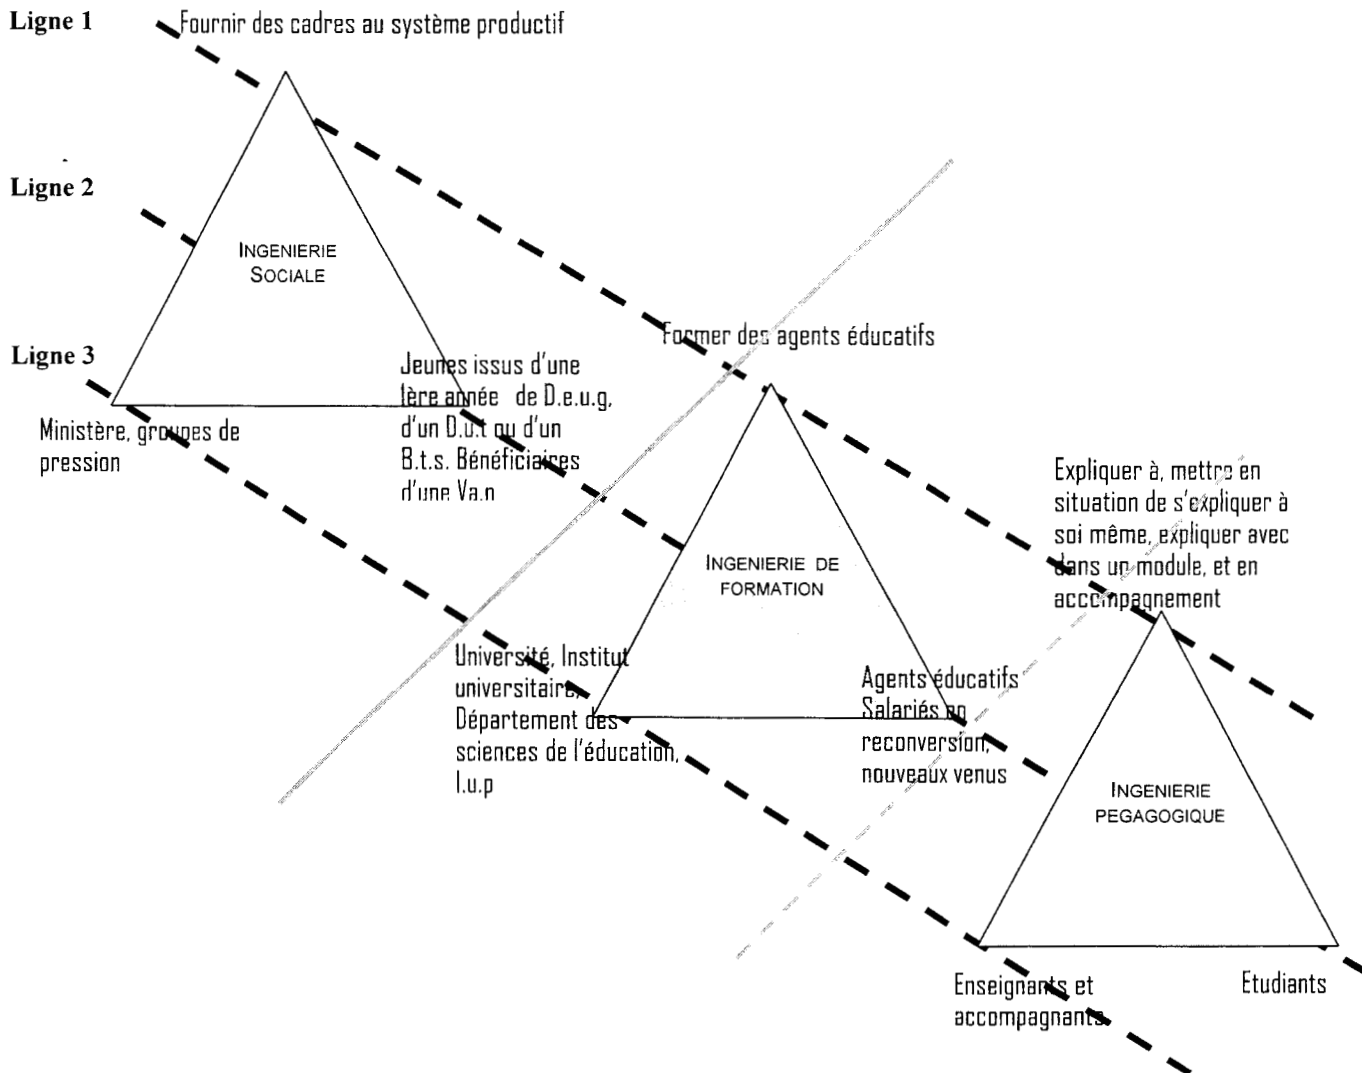 Ligne 1
Fournir des cadres au système productif
Ligne 2
INGENIERIE
SOCIALE
Ligne 3
Jeunes issus d'une
1ère année de D.e.u.g,
d'un D.u.t ou d'un
B.t.s. Bénéficiaires
d'une Va.p
Ministère, groupes de
pression
Former des agents éducatifs
INGENIERIE DE
FORMATION
Université, Institut
universitaire,
Département des
sciences de l'éducation,
I.u.p
Agents éducatifs
Salariés en
reconversion,
nouveaux venus
Expliquer à, mettre en
situation de s'expliquer à
soi même, expliquer avec
dans un module, et en
accompagnement
INGENIERIE
PEGAGOGIQUE
Enseignants et
accompagnants
Etudiants